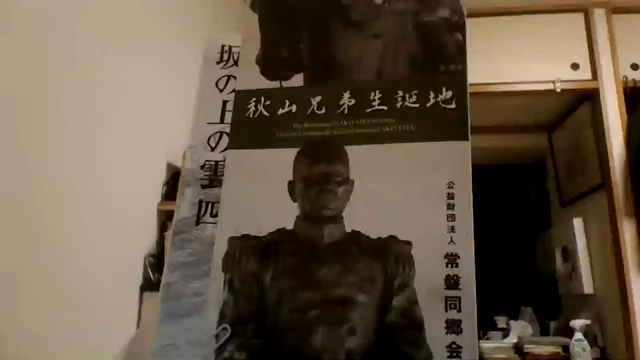 坂の上の雲 四
秋山兄弟生誕地
公益財団法人
常盤同郷会